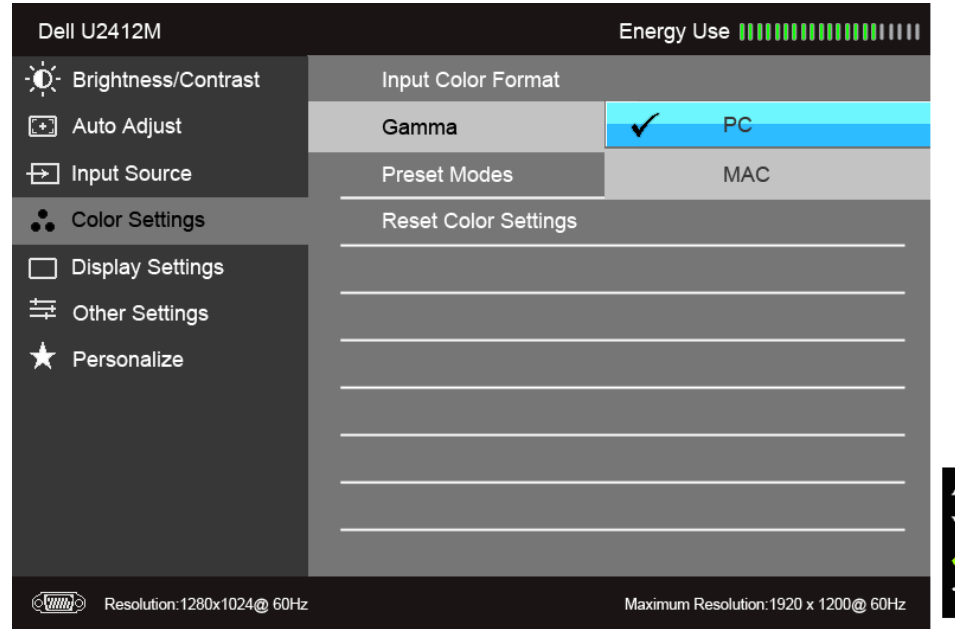 Dell U2412M
Energy Use
Brightness/Contrast
Auto Adjust
Input Source
Color Settings
Display Settings
Other Settings
Personalize
Input Color Format
Gamma
PC
Preset Modes
MAC
Reset Color Settings
Resolution:1280x1024@ 60Hz
Maximum Resolution:1920 x 1200@ 60Hz